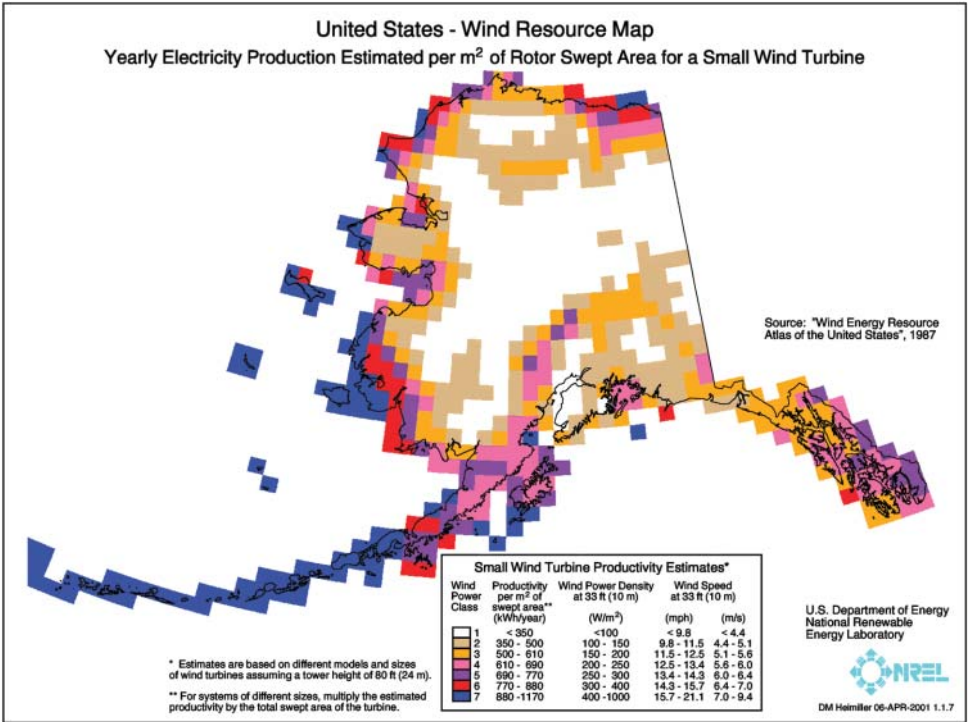 United States - Wind Resource Map
Yearly Electricity Production Estimated per m² of Rotor Swept Area for a Small Wind Turbine
Source: "Wind Energy Resource
Atlas of the United States", 1987
Small Wind Turbine Productivity Estimates*
Wind Productivity Wind Power Density Wind Speed
Power per m² of at 33 ft (10 m) at 33 ft (10 m)
Class swept area**
(kWh/year) (W/m²) (mph) (m/s)
1 < 350 <100 < 9.8 < 4.4
2 350 - 500 100 - 150 9.8 - 11.5 4.4 - 5.1
3 500 - 610 150 - 200 11.5 - 12.5 5.1 - 5.6
4 610 - 690 200 - 250 12.5 - 13.4 5.6 - 6.0
5 690 - 770 250 - 300 13.4 - 14.3 6.0 - 6.4
6 770 - 880 300 - 400 14.3 - 15.7 6.4 - 7.0
7 880 - 1170 400 -1000 15.7 - 21.1 7.0 - 9.4
* Estimates are based on different models and sizes
of wind turbines assuming a tower height of 80 ft (24 m).
** For systems of different sizes, multiply the estimated
productivity by the total swept area of the turbine.
U.S. Department of Energy
National Renewable
Energy Laboratory
NREL
DM Heimiller 06-APR-2001 1.1.7